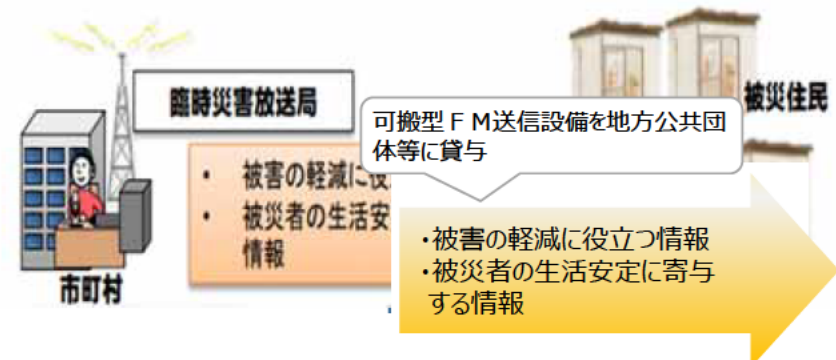 臨時災害放送局
被災住民
可搬型ＦＭ送信設備を地方公共団
体等に貸与
• 被害の軽減に役
• 被災者の生活安
情報
・被害の軽減に役立つ情報
・被災者の生活安定に寄与
する情報
市町村